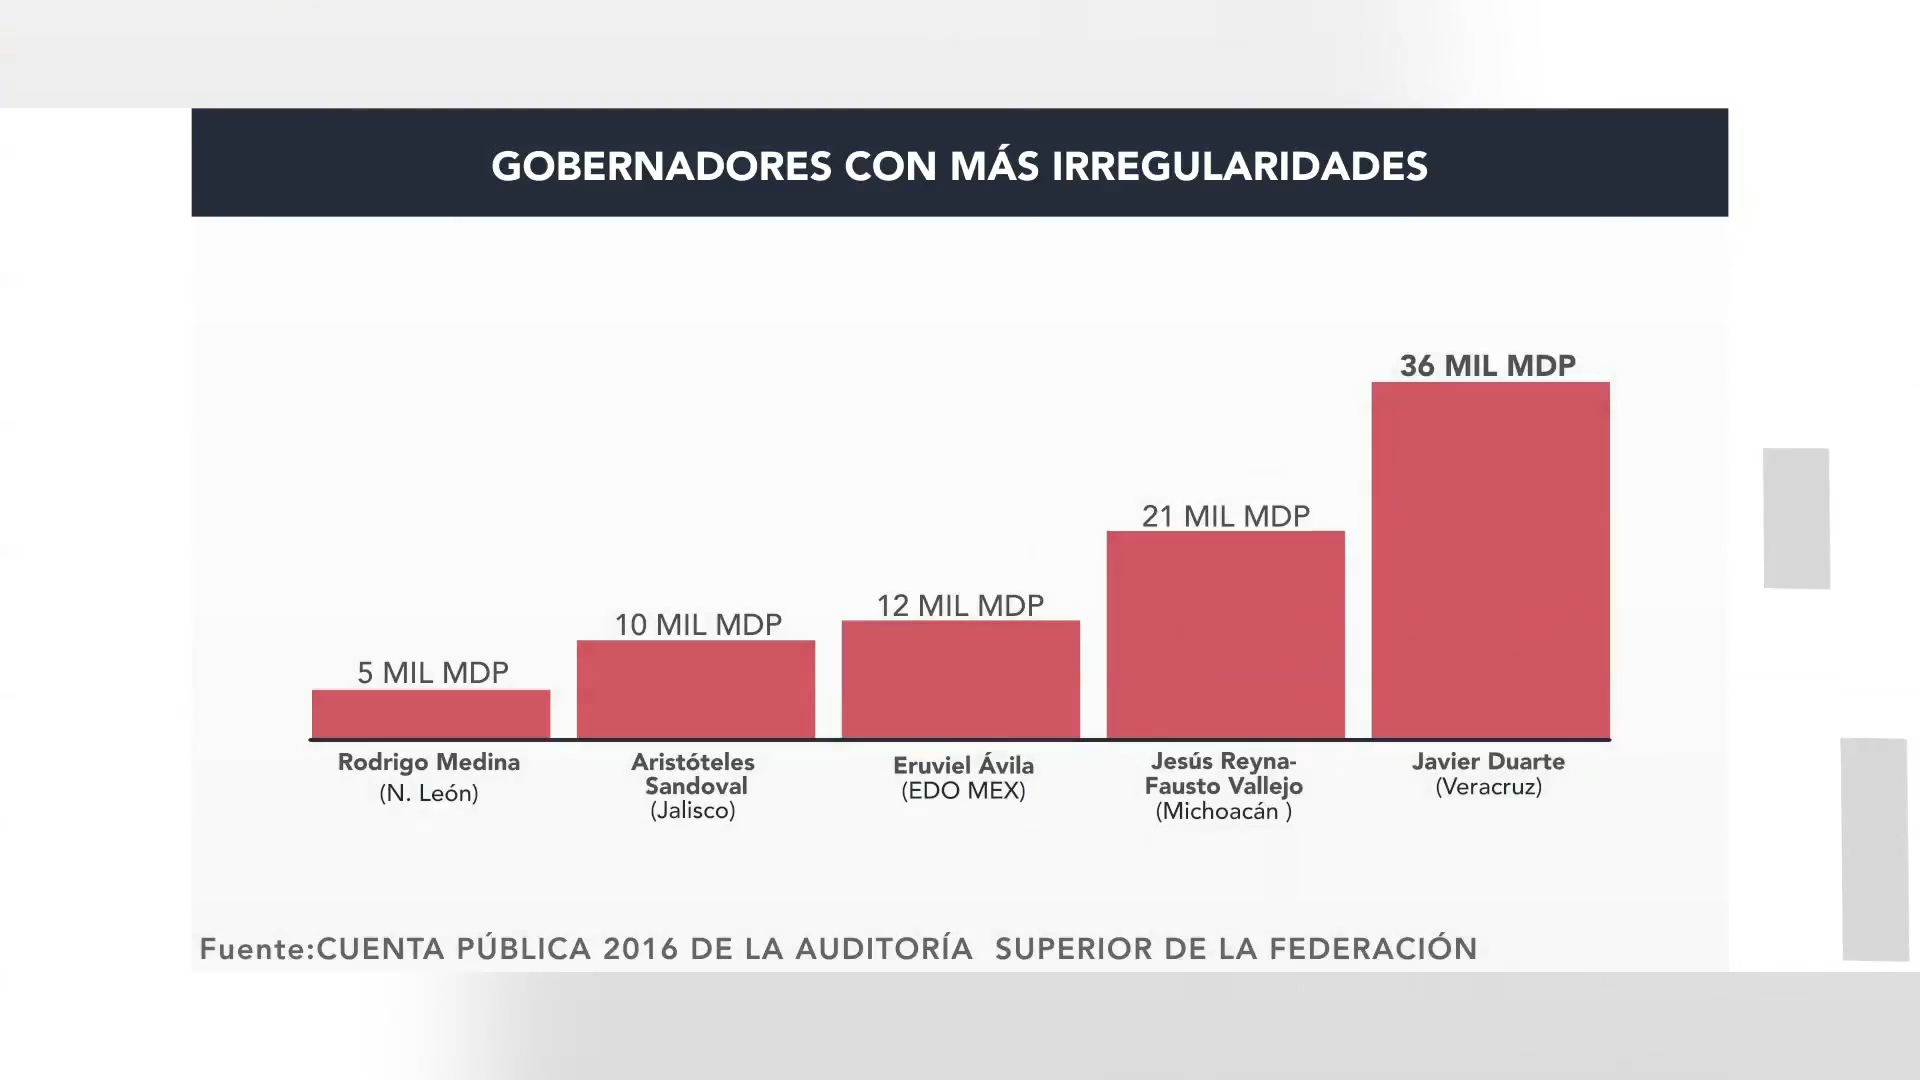 GOBERNADORES CON MÁS IRREGULARIDADES
36 MIL MDP
21 MIL MDP
12 MIL MDP
10 MIL MDP
5 MIL MDP
Rodrigo Medina
(N. León)
Aristóteles
Sandoval
(Jalisco)
Eruviel Ávila
(EDO MEX)
Jesús Reyna-
Fausto Vallejo
(Michoacán )
Javier Duarte
(Veracruz)
Fuente:CUENTA PÚBLICA 2016 DE LA AUDITORÍA  SUPERIOR DE LA FEDERACIÓN